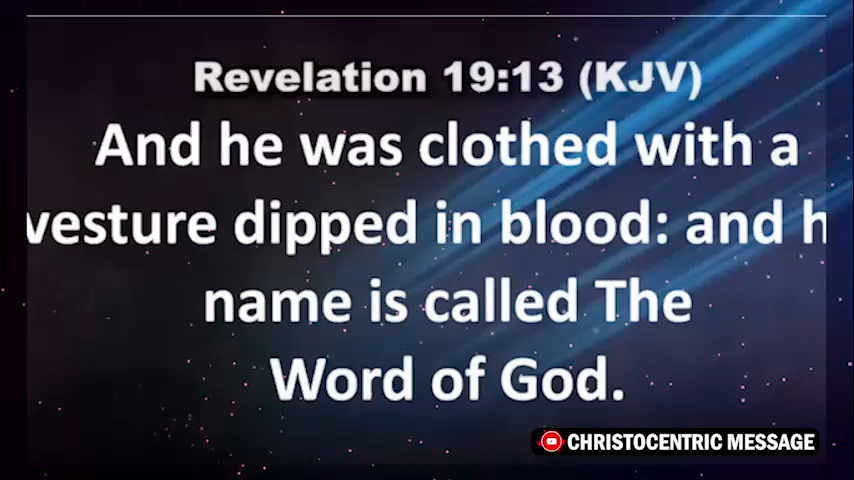 Revelation 19:13 (KJV)
And he was clothed with a
vesture dipped in blood: and h
name is called The
Word of God.
CHRISTOCENTRIC MESSAGE